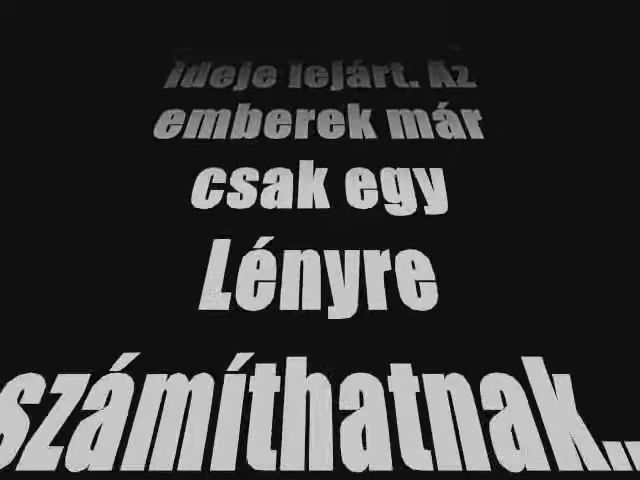 ideje lejárt. Az
emberek már
csak egy
Lényre
számíthatnak...